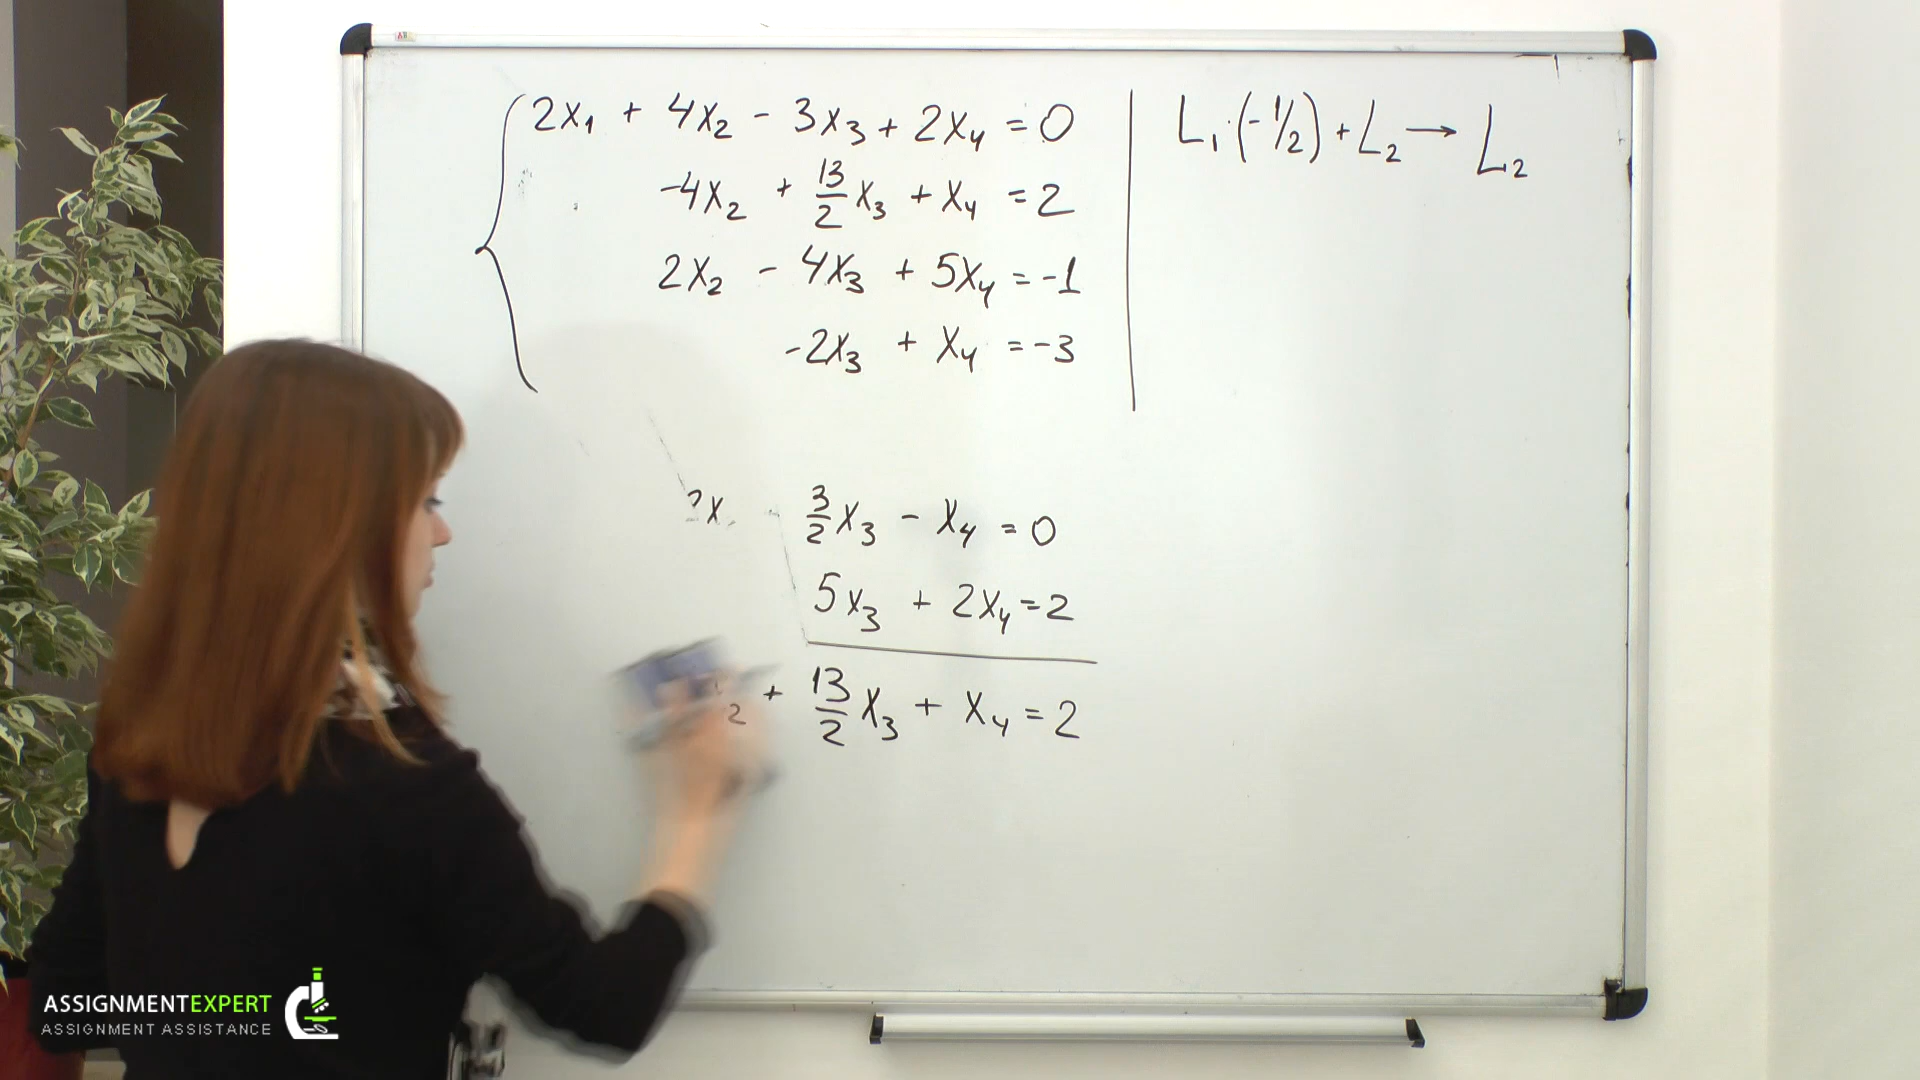 2x₁ + 4x₂ - 3x₃ + 2x₄ = 0
-4x₂ + 13/2 x₃ + x₄ = 2
2x₂ - 4x₃ + 5x₄ = -1
-2x₃ + x₄ = -3
L₁·(-1/2) + L₂ → L₂
3/2 x₃ - x₄ = 0
5x₃ + 2x₄ = 2
+ 13/2 x₃ + x₄ = 2
ASSIGNMENTEXPERT
ASSIGNMENT ASSISTANCE